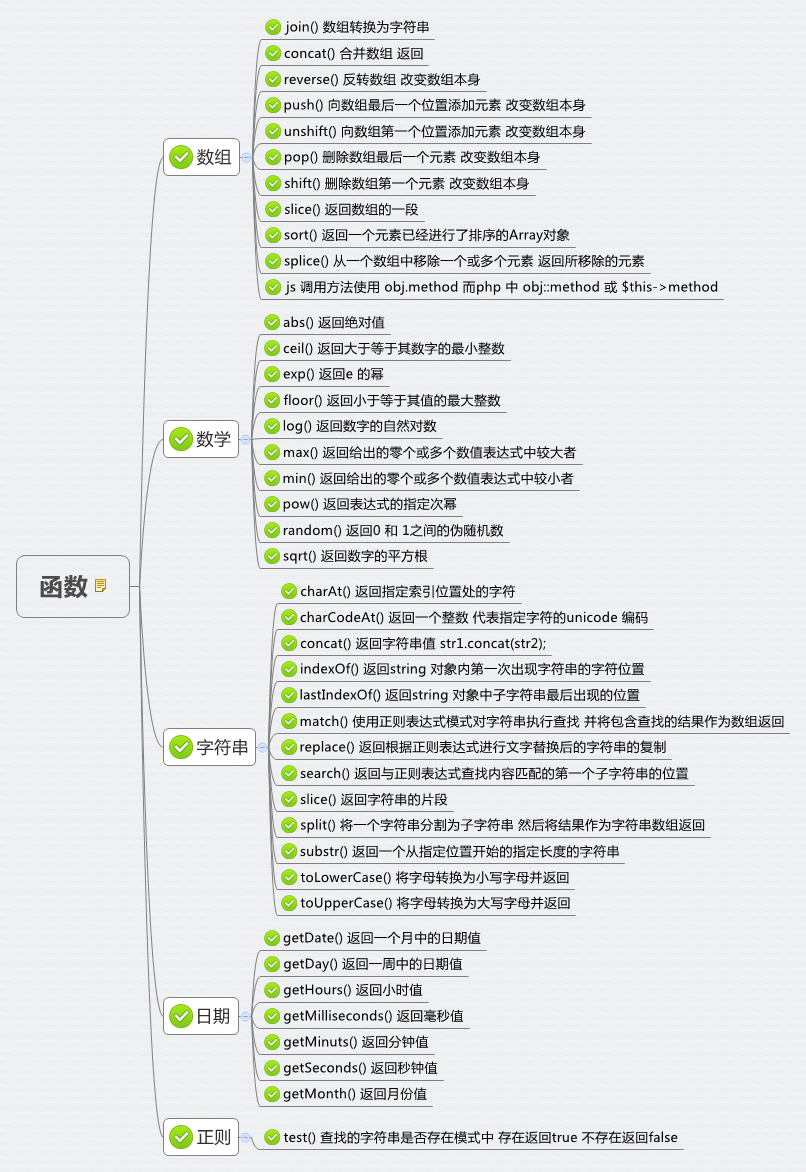 函数
数组
join() 数组转换为字符串
concat() 合并数组 返回
reverse() 反转数组 改变数组本身
push() 向数组最后一个位置添加元素 改变数组本身
unshift() 向数组第一个位置添加元素 改变数组本身
pop() 删除数组最后一个元素 改变数组本身
shift() 删除数组第一个元素 改变数组本身
slice() 返回数组的一段
sort() 返回一个元素已经进行了排序的Array对象
splice() 从一个数组中移除一个或多个元素 返回所移除的元素
js 调用方法使用 obj.method 而php 中 obj::method 或 $this->method
数学
abs() 返回绝对值
ceil() 返回大于等于其数字的最小整数
exp() 返回e 的幂
floor() 返回小于等于其值的最大整数
log() 返回数字的自然对数
max() 返回给出的零个或多个数值表达式中较大者
min() 返回给出的零个或多个数值表达式中较小者
pow() 返回表达式的指定次幂
random() 返回0 和 1之间的伪随机数
sqrt() 返回数字的平方根
字符串
charAt() 返回指定索引位置处的字符
charCodeAt() 返回一个整数 代表指定字符的unicode 编码
concat() 返回字符串值 str1.concat(str2);
indexOf() 返回string 对象内第一次出现字符串的字符位置
lastIndexOf() 返回string 对象中子字符串最后出现的位置
match() 使用正则表达式模式对字符串执行查找 并将包含查找的结果作为数组返回
replace() 返回根据正则表达式进行文字替换后的字符串的复制
search() 返回与正则表达式查找内容匹配的第一个子字符串的位置
slice() 返回字符串的片段
split() 将一个字符串分割为子字符串 然后将结果作为字符串数组返回
substr() 返回一个从指定位置开始的指定长度的字符串
toLowerCase() 将字母转换为小写字母并返回
toUpperCase() 将字母转换为大写字母并返回
日期
getDate() 返回一个月中的日期值
getDay() 返回一周中的日期值
getHours() 返回小时值
getMilliseconds() 返回毫秒值
getMinuts() 返回分钟值
getSeconds() 返回秒钟值
getMonth() 返回月份值
正则
test() 查找的字符串是否存在模式中 存在返回true 不存在返回false